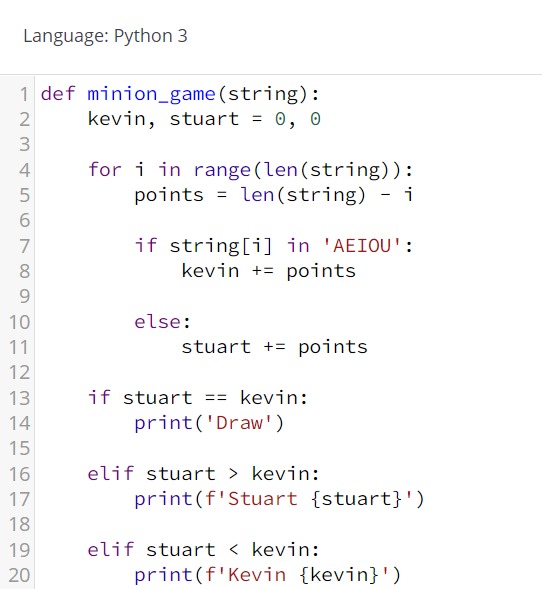 Language: Python 3
1 def minion_game(string):
2     kevin, stuart = 0, 0
3
4     for i in range(len(string)):
5         points = len(string) - i
6
7         if string[i] in 'AEIOU':
8             kevin += points
9
10         else:
11             stuart += points
12
13     if stuart == kevin:
14         print('Draw')
15
16     elif stuart > kevin:
17         print(f'Stuart {stuart}')
18
19     elif stuart < kevin:
20         print(f'Kevin {kevin}')